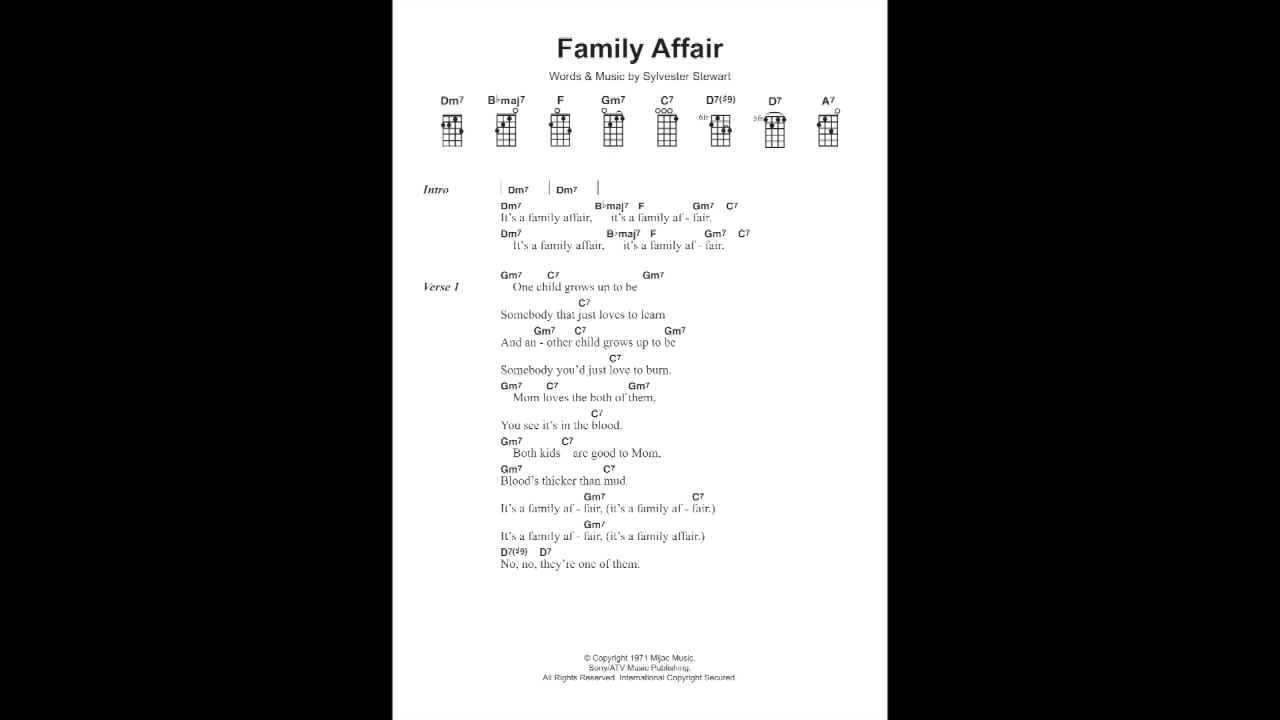 Family Affair
Words & Music by Sylvester Stewart
Dm7 B♭maj7 F Gm7 C7 D7(♯9) D7 A7
6fr 5fr
Intro Dm7 Dm7
Dm7 B♭maj7 F Gm7 C7
It's a family affair, it's a family af - fair.
Dm7 B♭maj7 F Gm7 C7
It's a family affair, it's a family af - fair.
Gm7 C7 Gm7
Verse 1 One child grows up to be
C7
Somebody that just loves to learn
Gm7 C7 Gm7
And an - other child grows up to be
C7
Somebody you'd just love to burn.
Gm7 C7 Gm7
Mom loves the both of them,
C7
You see it's in the blood.
Gm7 C7
Both kids are good to Mom,
Gm7 C7
Blood's thicker than mud.
Gm7 C7
It's a family af - fair, (it's a family af - fair.)
Gm7
It's a family af - fair, (it's a family affair.)
D7(♯9) D7
No, no, they're one of them.
© Copyright 1971 Mijac Music.
Sony/ATV Music Publishing.
All Rights Reserved. International Copyright Secured.